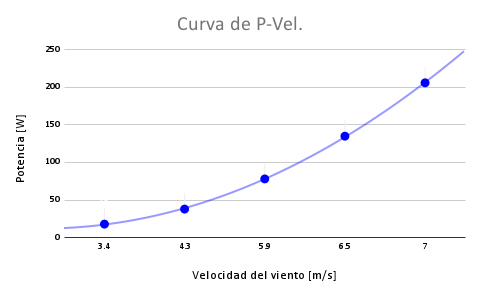 Curva de P-Vel.
250
200
150
100
50
0
Potencia [W]
3.4 4.3 5.9 6.5 7
Velocidad del viento [m/s]